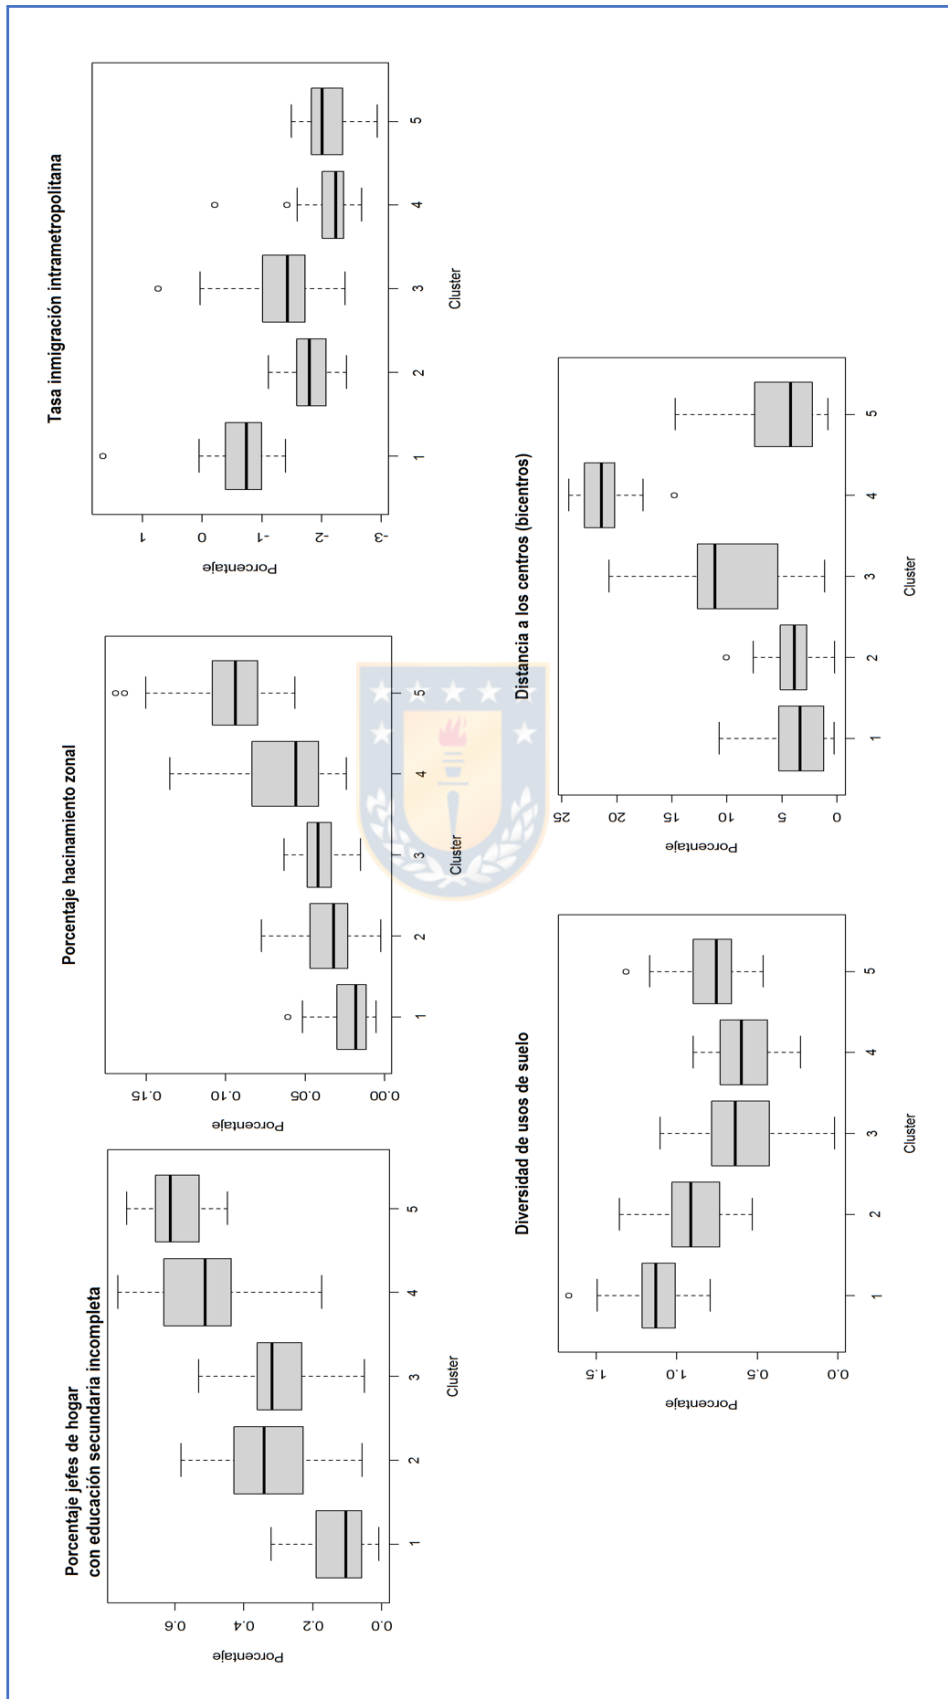 Porcentaje jefes de hogar
con educación secundaria incompleta
Porcentaje
0.6
0.4
0.2
0.0
1 2 3 4 5
Cluster
Porcentaje hacinamiento zonal
Porcentaje
0.15
0.10
0.05
0.00
1 2 3 4 5
Cluster
Tasa inmigración intrametropolitana
Porcentaje
1
0
-1
-2
-3
1 2 3 4 5
Cluster
Diversidad de usos de suelo
Porcentaje
1.5
1.0
0.5
0.0
1 2 3 4 5
Cluster
Distancia a los centros (bicentros)
Porcentaje
25
20
15
10
5
0
1 2 3 4 5
Cluster